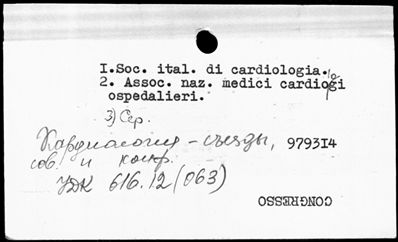 I.Soc. ital. di cardiologia.
2. Assoc. naz. medici cardiologi
ospedalieri.
3) Сер.
Кардиология - съезды, 9793I4
сов. и конф.
УДК 616.12 (063)
CONGRESSO